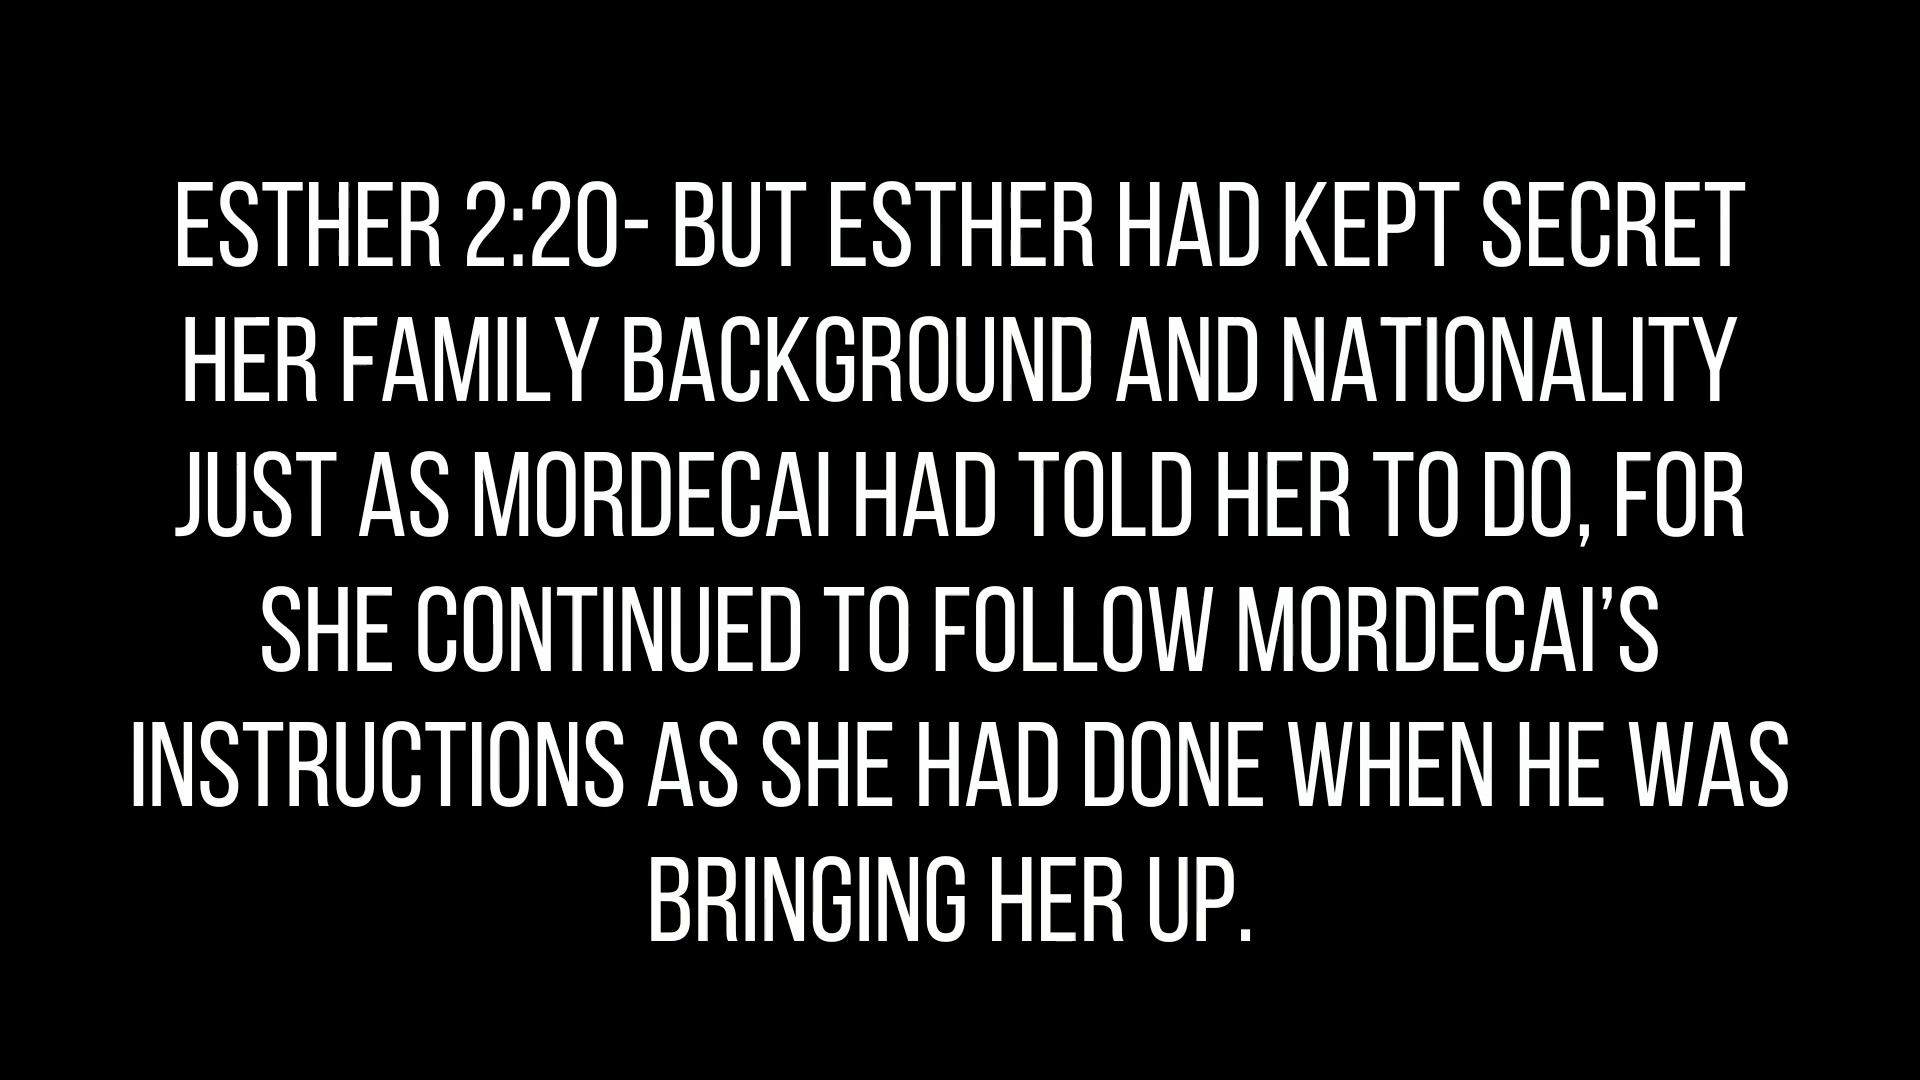 ESTHER 2:20- BUT ESTHER HAD KEPT SECRET
HER FAMILY BACKGROUND AND NATIONALITY
JUST AS MORDECAI HAD TOLD HER TO DO, FOR
SHE CONTINUED TO FOLLOW MORDECAI’S
INSTRUCTIONS AS SHE HAD DONE WHEN HE WAS
BRINGING HER UP.